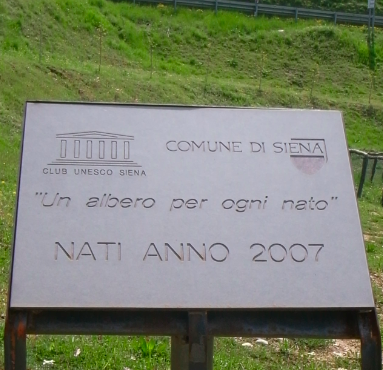 CLUB UNESCO SIENA
COMUNE DI SIENA
"Un albero per ogni nato"
NATI ANNO 2007